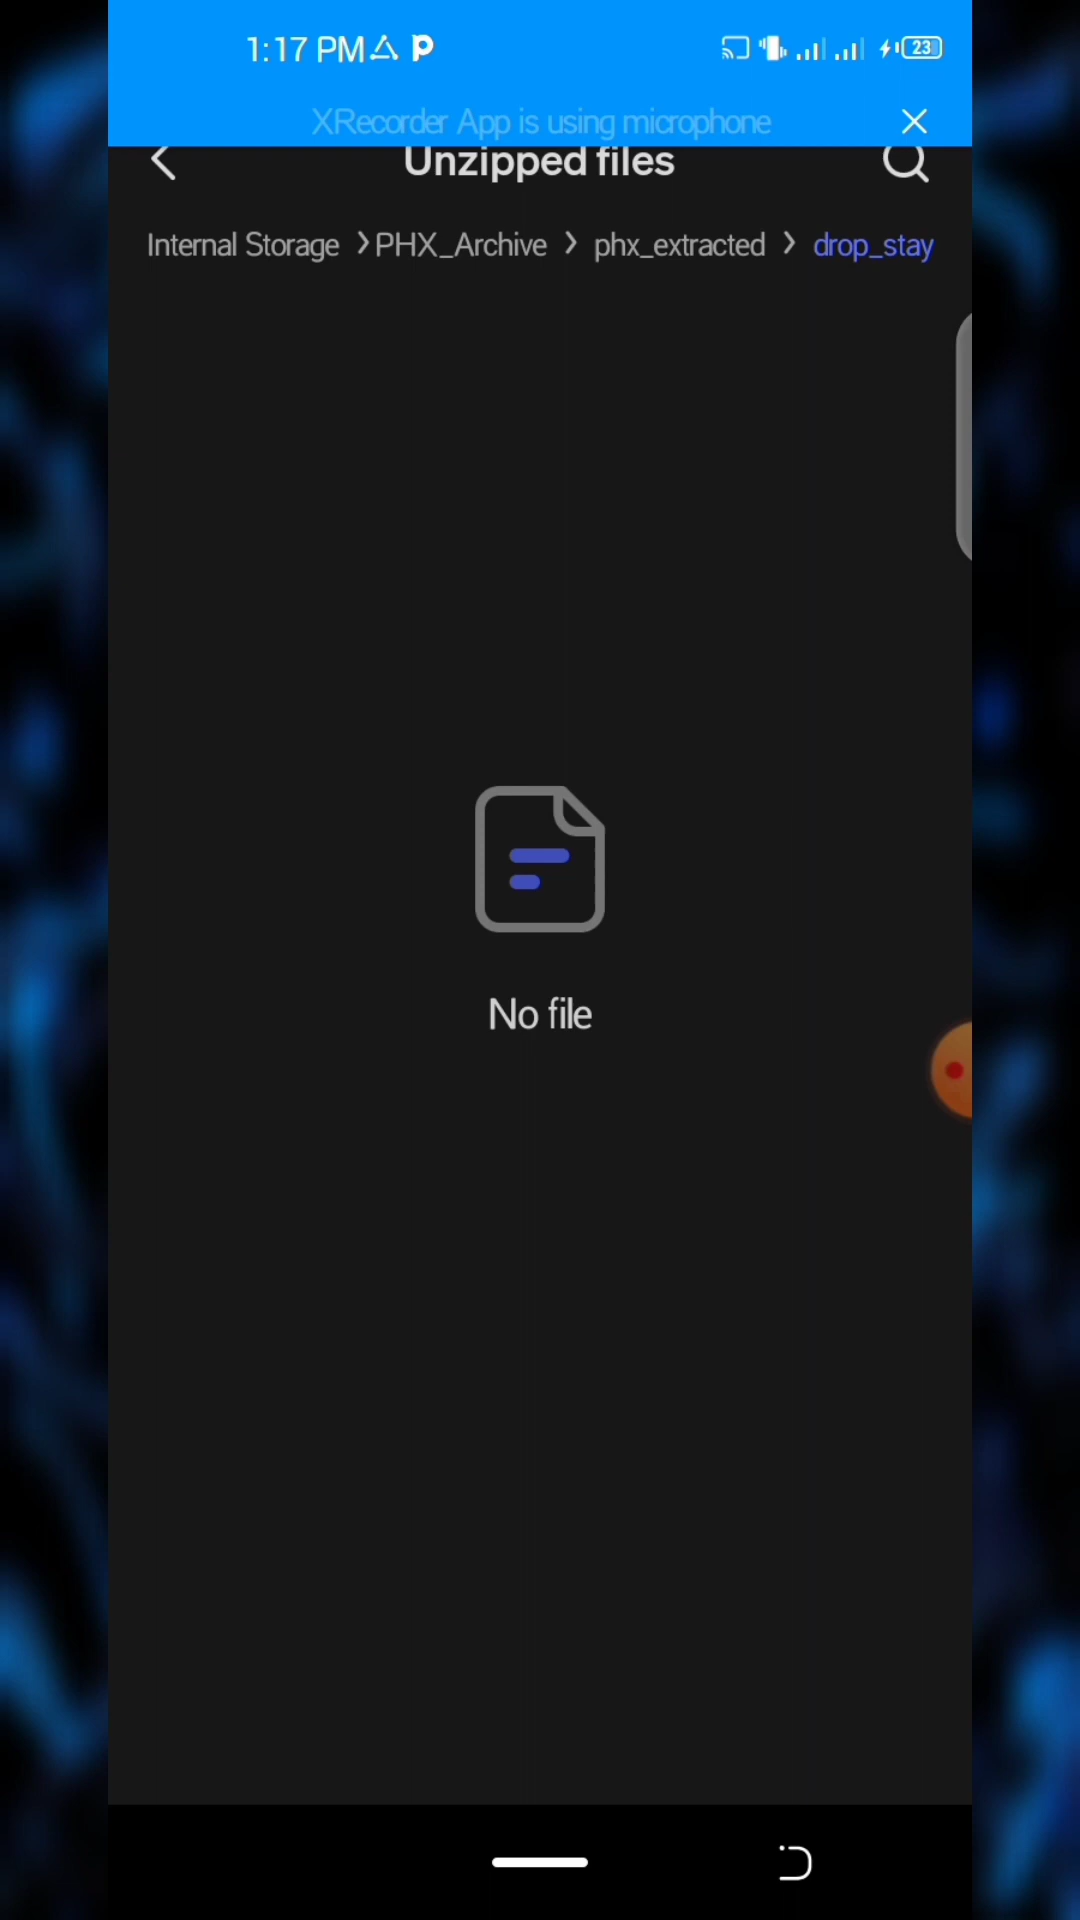 1:17 PM
23
XRecorder App is using microphone
Unzipped files
Internal Storage > PHX_Archive > phx_extracted > drop_stay
No file